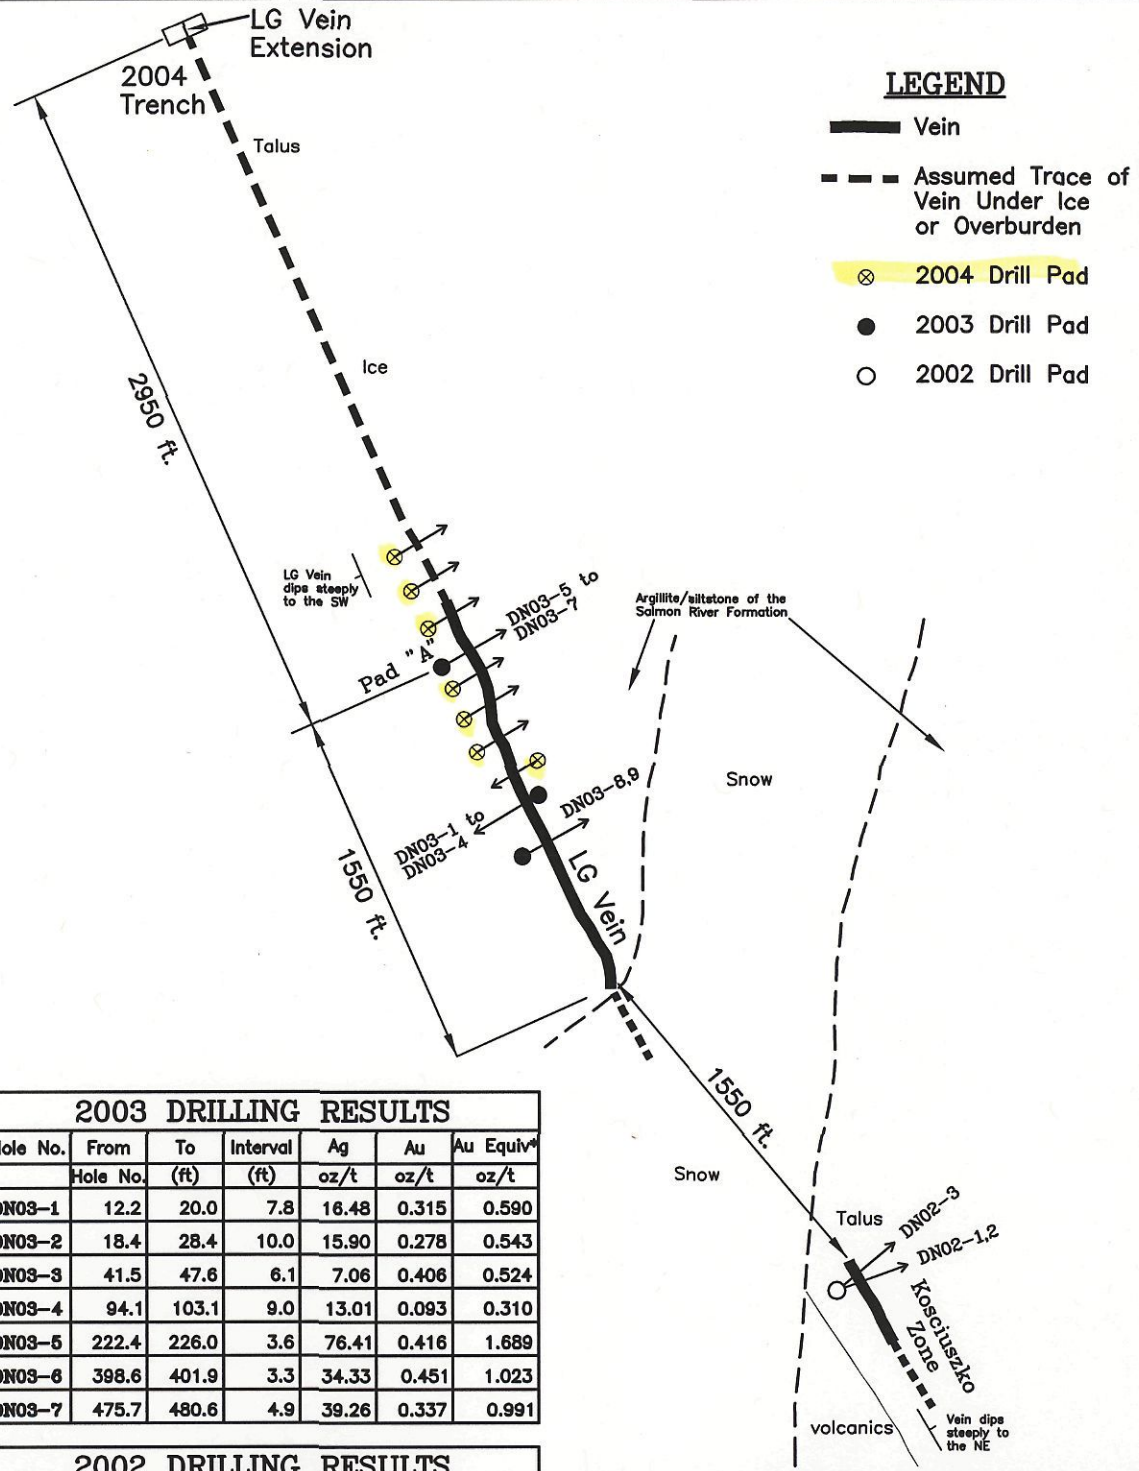 LG Vein
Extension
2004
Trench
Talus
Ice
2950 ft.
LEGEND
Vein
Assumed Trace of
Vein Under Ice
or Overburden
2004 Drill Pad
2003 Drill Pad
2002 Drill Pad
LG Vein
dips steeply
to the SW
DN03-5 to
DN03-7
Pad "A"
Argillite/siltstone of the
Salmon River Formation
Snow
DN03-8,9
DN03-1 to
DN03-4
LG Vein
1550 ft.
1550 ft.
Snow
Talus
DN02-3
DN02-1,2
Kosciuszko
Zone
volcanics
Vein dips
steeply to
the NE
2003 DRILLING RESULTS
Hole No. From To Interval Ag Au Au Equiv*
Hole No. (ft) (ft) oz/t oz/t oz/t
DN03-1 12.2 20.0 7.8 16.48 0.315 0.590
DN03-2 18.4 28.4 10.0 15.90 0.278 0.543
DN03-3 41.5 47.6 6.1 7.06 0.406 0.524
DN03-4 94.1 103.1 9.0 13.01 0.093 0.310
DN03-5 222.4 226.0 3.6 76.41 0.416 1.689
DN03-6 398.6 401.9 3.3 34.33 0.451 1.023
DN03-7 475.7 480.6 4.9 39.26 0.337 0.991
2002 DRILLING RESULTS